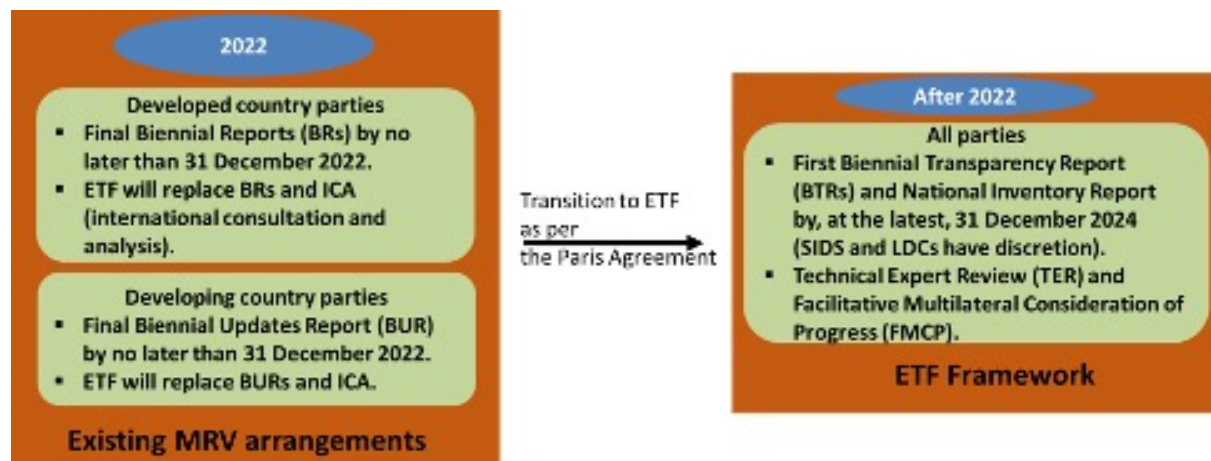 2022
Developed country parties
▪ Final Biennial Reports (BRs) by no
later than 31 December 2022.
▪ ETF will replace BRs and ICA
(international consultation and
analysis).
Developing country parties
▪ Final Biennial Updates Report (BUR)
by no later than 31 December 2022.
▪ ETF will replace BURs and ICA.
Existing MRV arrangements
Transition to ETF
as per
the Paris Agreement
After 2022
All parties
▪ First Biennial Transparency Report
(BTRs) and National Inventory Report
by, at the latest, 31 December 2024
(SIDS and LDCs have discretion).
▪ Technical Expert Review (TER) and
Facilitative Multilateral Consideration of
Progress (FMCP).
ETF Framework